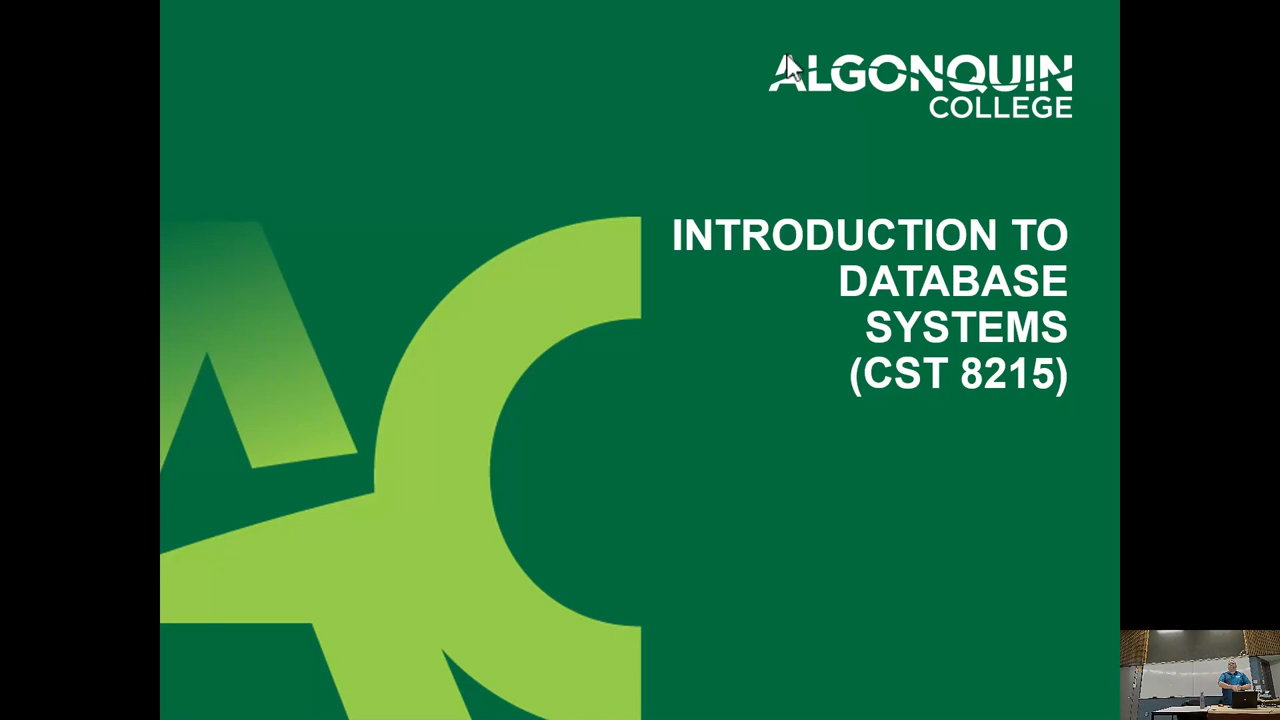 ALGONQUIN
COLLEGE
INTRODUCTION TO
DATABASE
SYSTEMS
(CST 8215)